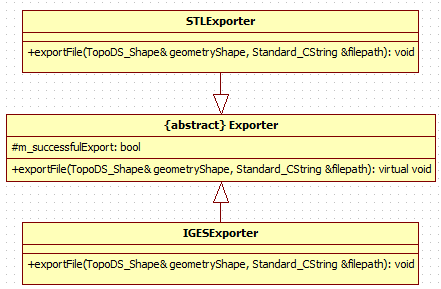 STLExporter
+exportFile(TopoDS_Shape& geometryShape, Standard_CString &filepath): void
{abstract} Exporter
#m_successfulExport: bool
+exportFile(TopoDS_Shape& geometryShape, Standard_CString &filepath): virtual void
IGESExporter
+exportFile(TopoDS_Shape& geometryShape, Standard_CString &filepath): void